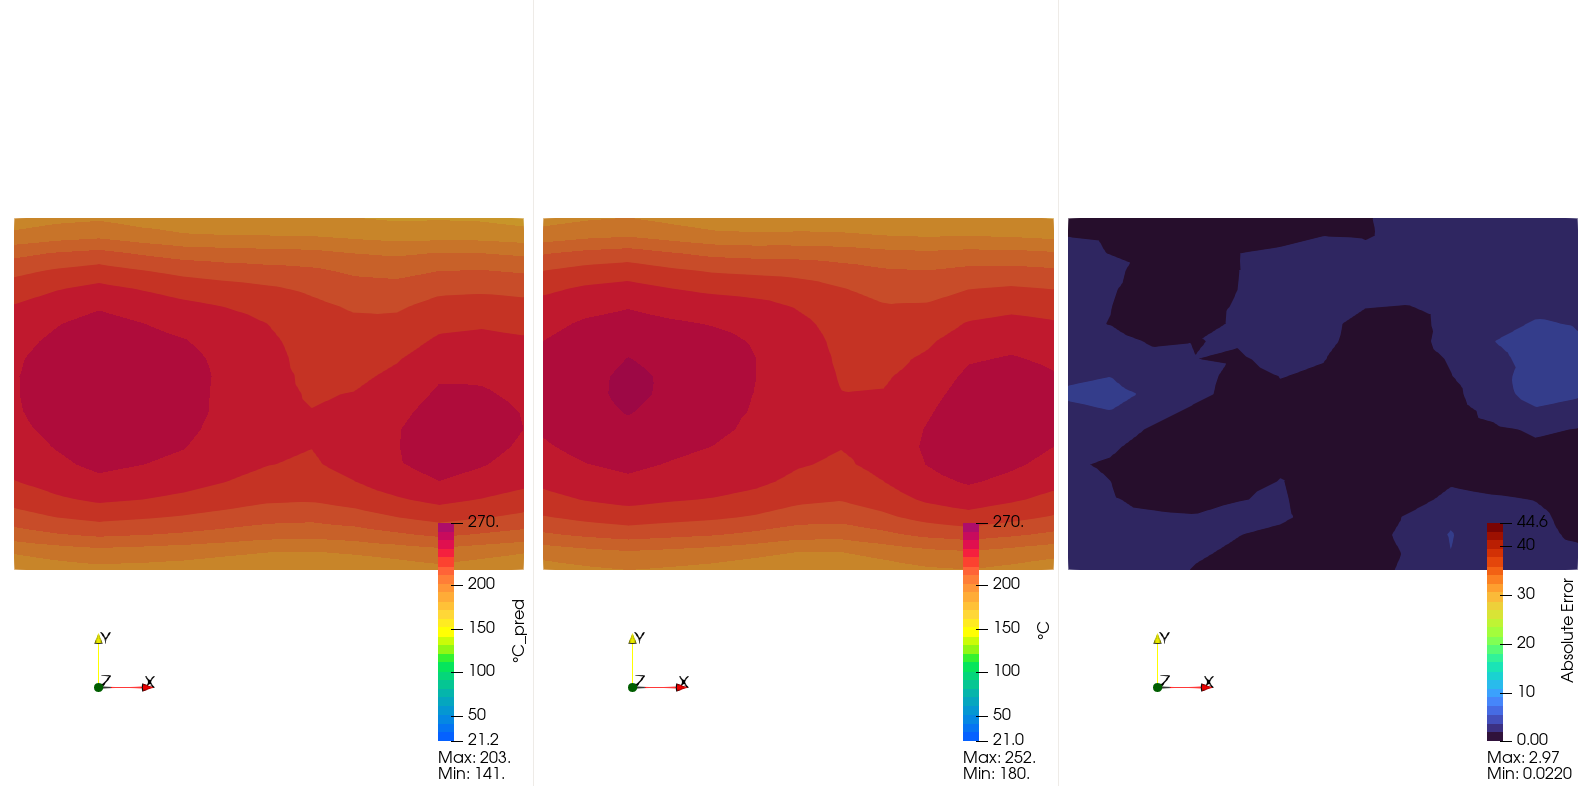 270.
200
150
100
50
21.2
°C_pred
Max: 203.
Min: 141.
Y
Z
X
270.
200
150
100
50
21.0
°C
Max: 252.
Min: 180.
Y
Z
X
44.6
40
30
20
10
0.00
Absolute Error
Max: 2.97
Min: 0.0220
Y
Z
X